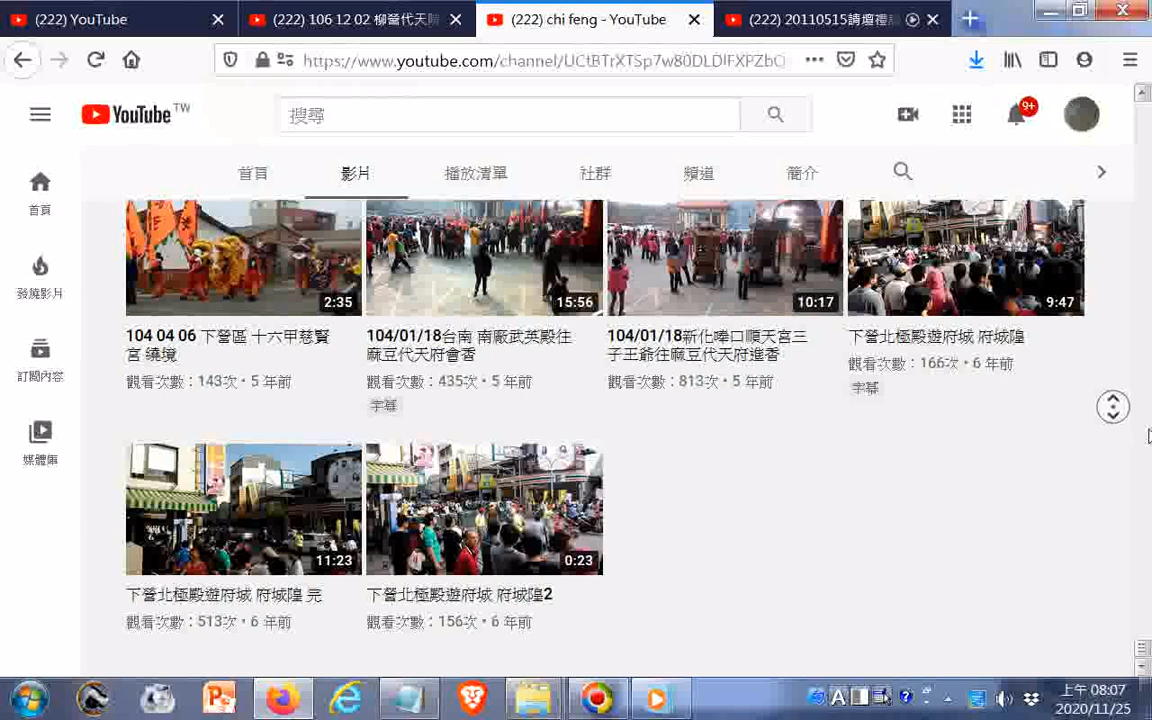 (222) YouTube
(222) 106 12 02 柳營代天
(222) chi feng - YouTube
(222) 20110515請壇禮
https://www.youtube.com/channel/UCtBTrXTSp7w80DLDlFXPZbQ
YouTube TW
搜尋
9+
首頁
影片
播放清單
社群
頻道
簡介
首頁
發燒影片
訂閱內容
媒體庫
2:35
15:56
10:17
9:47
104 04 06 下營區 十六甲慈賢
宮 繞境
觀看次數：143次・5 年前
104/01/18台南 南廠武英殿往
麻豆代天府會香
觀看次數：435次・5 年前
字幕
104/01/18新化啤口順天宮三
子王爺往麻豆代天府進香
觀看次數：813次・5 年前
下營北極殿遊府城 府城隍
觀看次數：166次・6 年前
字幕
11:23
0:23
下營北極殿遊府城 府城隍 完
觀看次數：513次・6 年前
下營北極殿遊府城 府城隍2
觀看次數：156次・6 年前
A
上午 08:07
2020/11/25